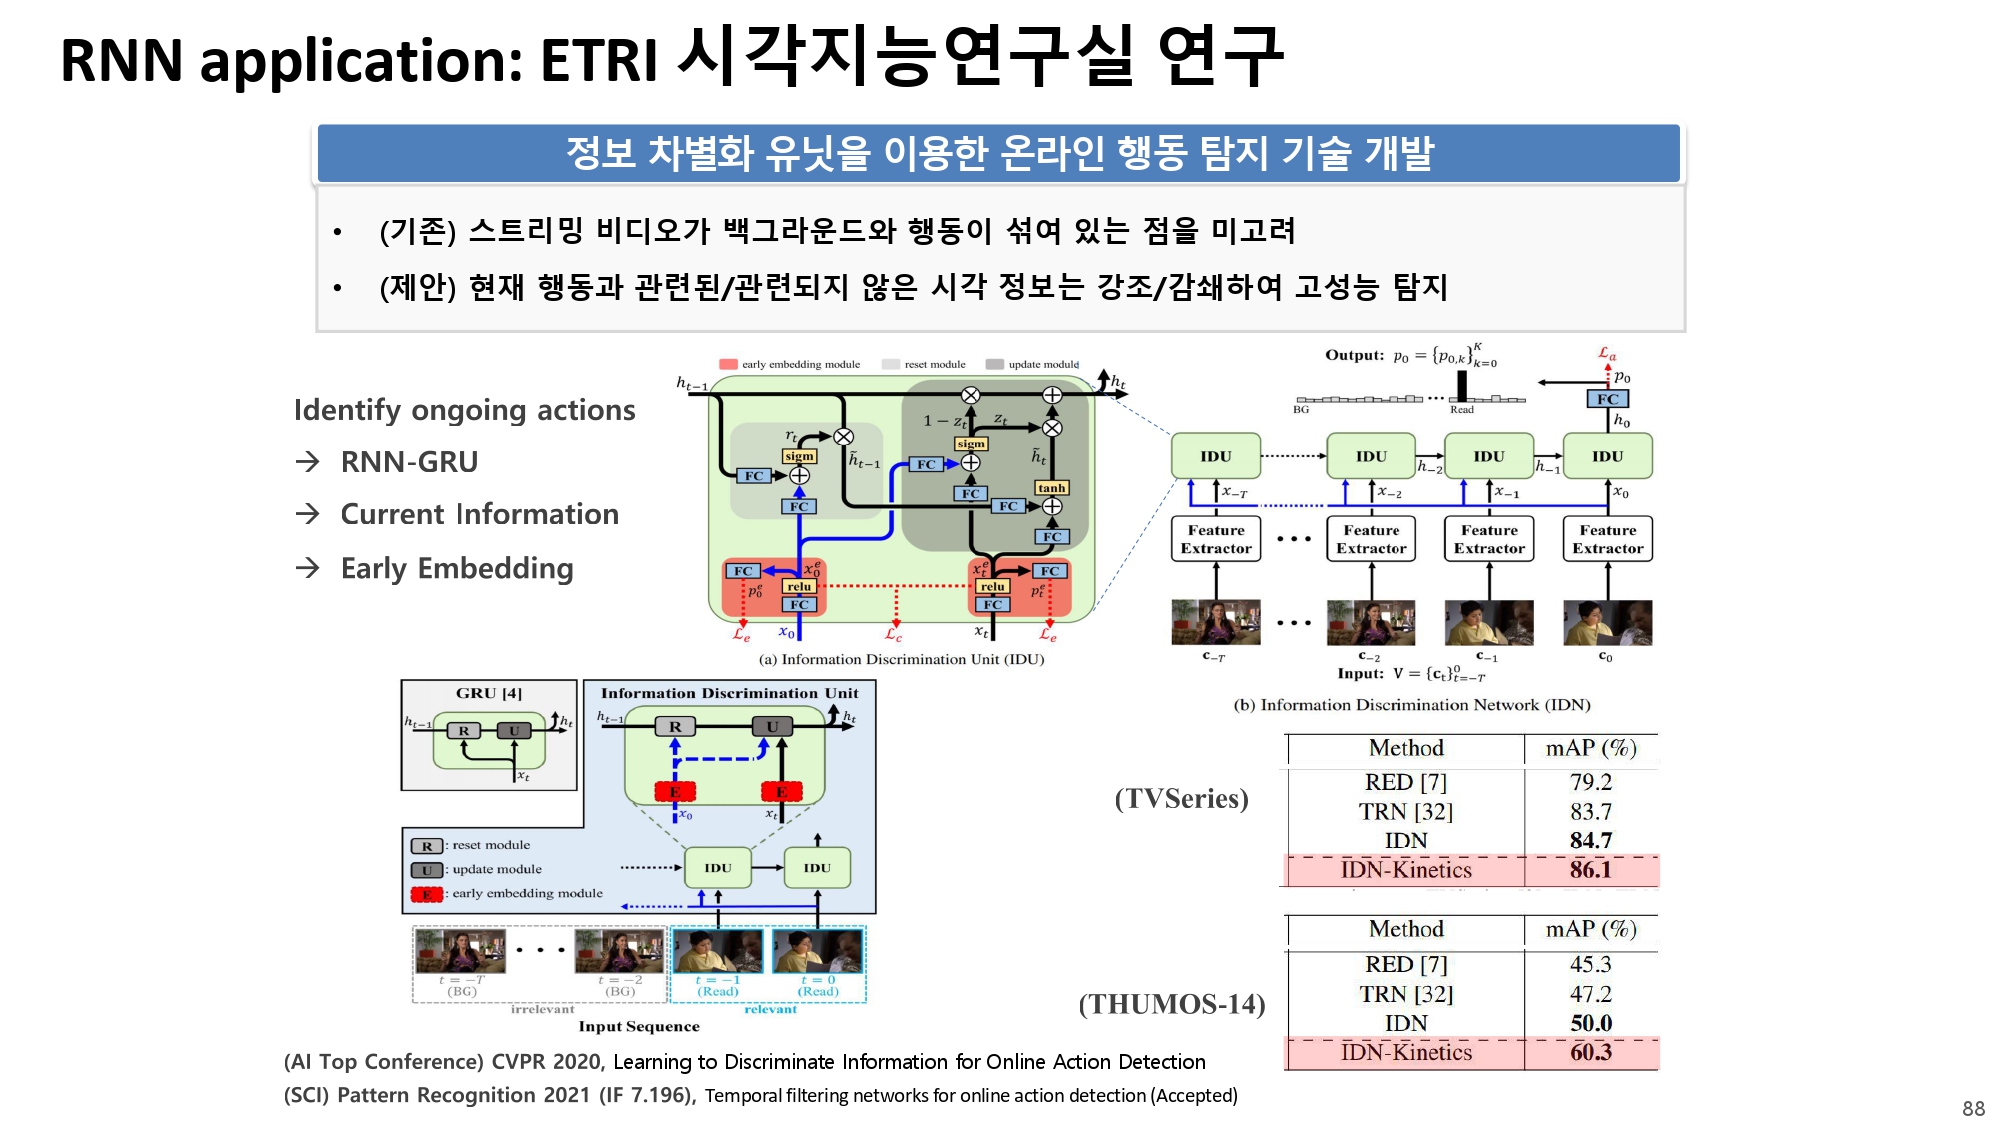 RNN application: ETRI 시각지능연구실 연구
정보 차별화 유닛을 이용한 온라인 행동 탐지 기술 개발
• (기존) 스트리밍 비디오가 백그라운드와 행동이 섞여 있는 점을 미고려
• (제안) 현재 행동과 관련된/관련되지 않은 시각 정보는 강조/감쇄하여 고성능 탐지
Identify ongoing actions
→ RNN-GRU
→ Current Information
→ Early Embedding
early embedding module reset module update module
h_{t-1} h_t
1 − z_t z_t
r_t sigm sigm
h̃_{t-1} h̃_t
FC FC
FC FC tanh
FC FC
FC x_0^e x_t^e FC
p_0^e relu relu p_t^e
FC FC
ℒ_e x_0 ℒ_c x_t ℒ_e
(a) Information Discrimination Unit (IDU)
Output: p_0 = {p_{0,k}}_{k=0}^K
ℒ_a
p_0
FC
BG ... Read
h_0
IDU IDU h_{-2} IDU h_{-1} IDU
x_{-T} x_{-2} x_{-1} x_0
Feature Extractor ... Feature Extractor Feature Extractor Feature Extractor
...
c_{-T} c_{-2} c_{-1} c_0
Input: V = {c_t}_{t=-T}^0
(b) Information Discrimination Network (IDN)
GRU [4]
h_{t-1} R U h_t
x_t
Information Discrimination Unit
h_{t-1} R U h_t
E E
x_0 x_t
R : reset module
U : update module
E : early embedding module
IDU IDU
...
t = −T t = −2 t = −1 t = 0
(BG) (BG) (Read) (Read)
irrelevant relevant
Input Sequence
(TVSeries)
Method mAP (%)
RED [7] 79.2
TRN [32] 83.7
IDN 84.7
IDN-Kinetics 86.1
(THUMOS-14)
Method mAP (%)
RED [7] 45.3
TRN [32] 47.2
IDN 50.0
IDN-Kinetics 60.3
(AI Top Conference) CVPR 2020, Learning to Discriminate Information for Online Action Detection
(SCI) Pattern Recognition 2021 (IF 7.196), Temporal filtering networks for online action detection (Accepted)
88